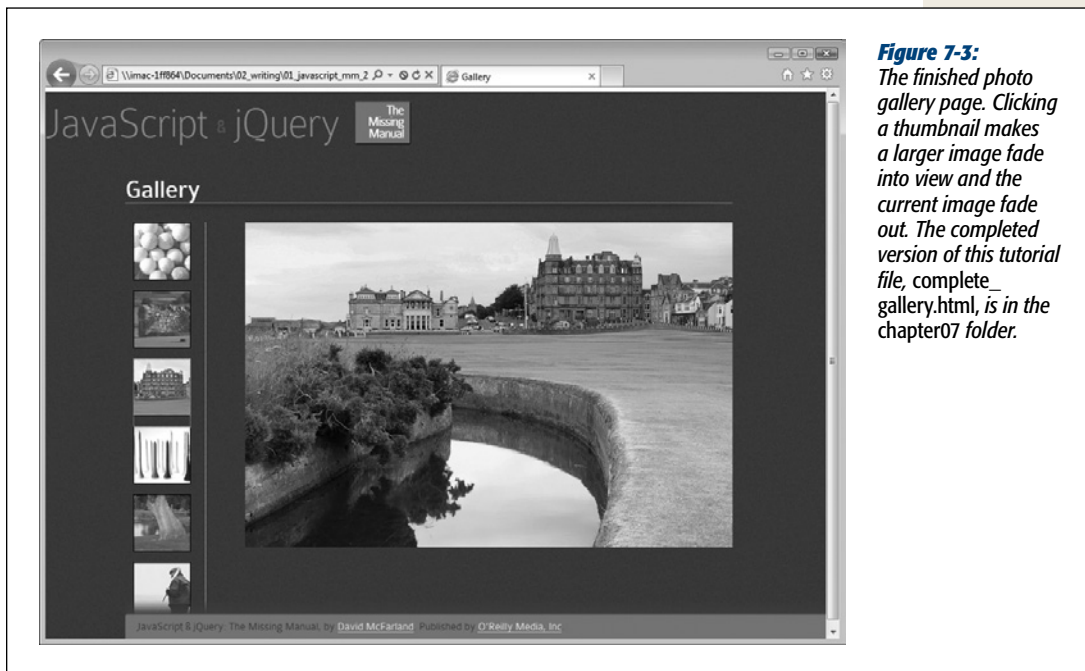 \\imac-1ff864\Documents\02_writing\01_javascript_mm_2
Gallery
JavaScript & jQuery
The
Missing
Manual
Gallery
JavaScript & jQuery: The Missing Manual, by David McFarland. Published by O'Reilly Media, Inc
Figure 7-3:
The finished photo
gallery page. Clicking
a thumbnail makes
a larger image fade
into view and the
current image fade
out. The completed
version of this tutorial
file, complete_
gallery.html, is in the
chapter07 folder.